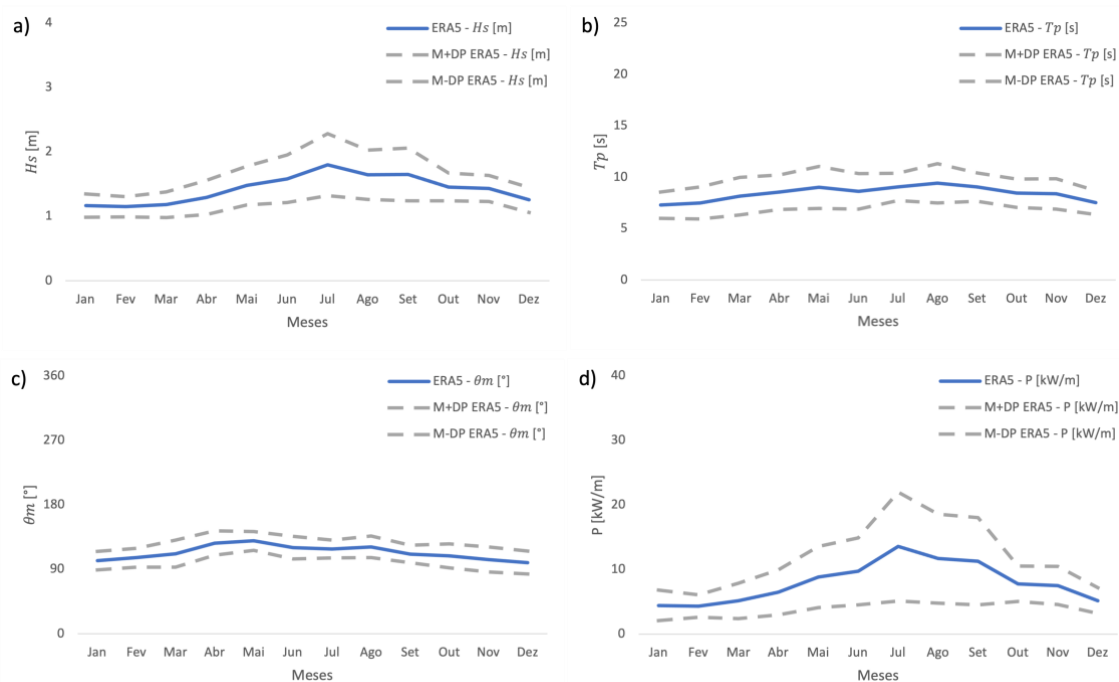 a)
Hs [m]
4
3
2
1
0
ERA5 - Hs [m]
M+DP ERA5 - Hs [m]
M-DP ERA5 - Hs [m]
Jan Fev Mar Abr Mai Jun Jul Ago Set Out Nov Dez
Meses
b)
Tp [s]
25
20
15
10
5
0
ERA5 - Tp [s]
M+DP ERA5 - Tp [s]
M-DP ERA5 - Tp [s]
Jan Fev Mar Abr Mai Jun Jul Ago Set Out Nov Dez
Meses
c)
θm [°]
360
270
180
90
0
ERA5 - θm [°]
M+DP ERA5 - θm [°]
M-DP ERA5 - θm [°]
Jan Fev Mar Abr Mai Jun Jul Ago Set Out Nov Dez
Meses
d)
P [kW/m]
40
30
20
10
0
ERA5 - P [kW/m]
M+DP ERA5 - P [kW/m]
M-DP ERA5 - P [kW/m]
Jan Fev Mar Abr Mai Jun Jul Ago Set Out Nov Dez
Meses